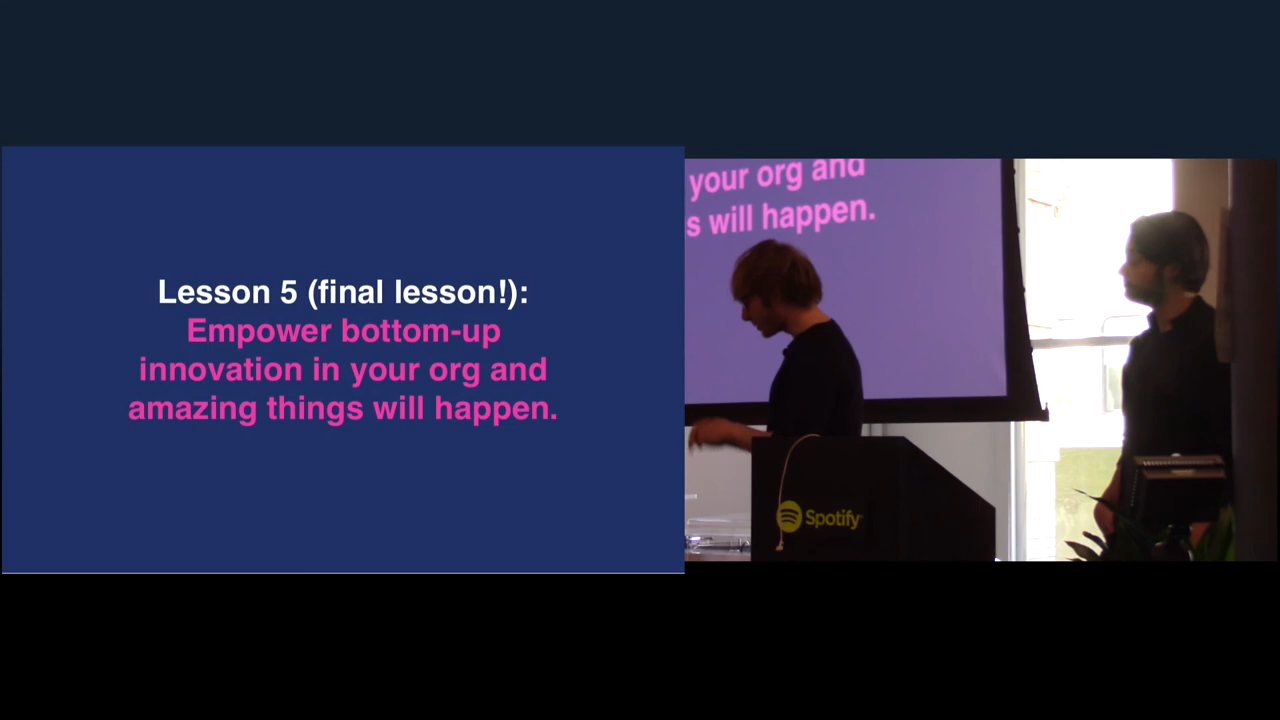 Lesson 5 (final lesson!):
Empower bottom-up
innovation in your org and
amazing things will happen.
your org and
s will happen.
Spotify